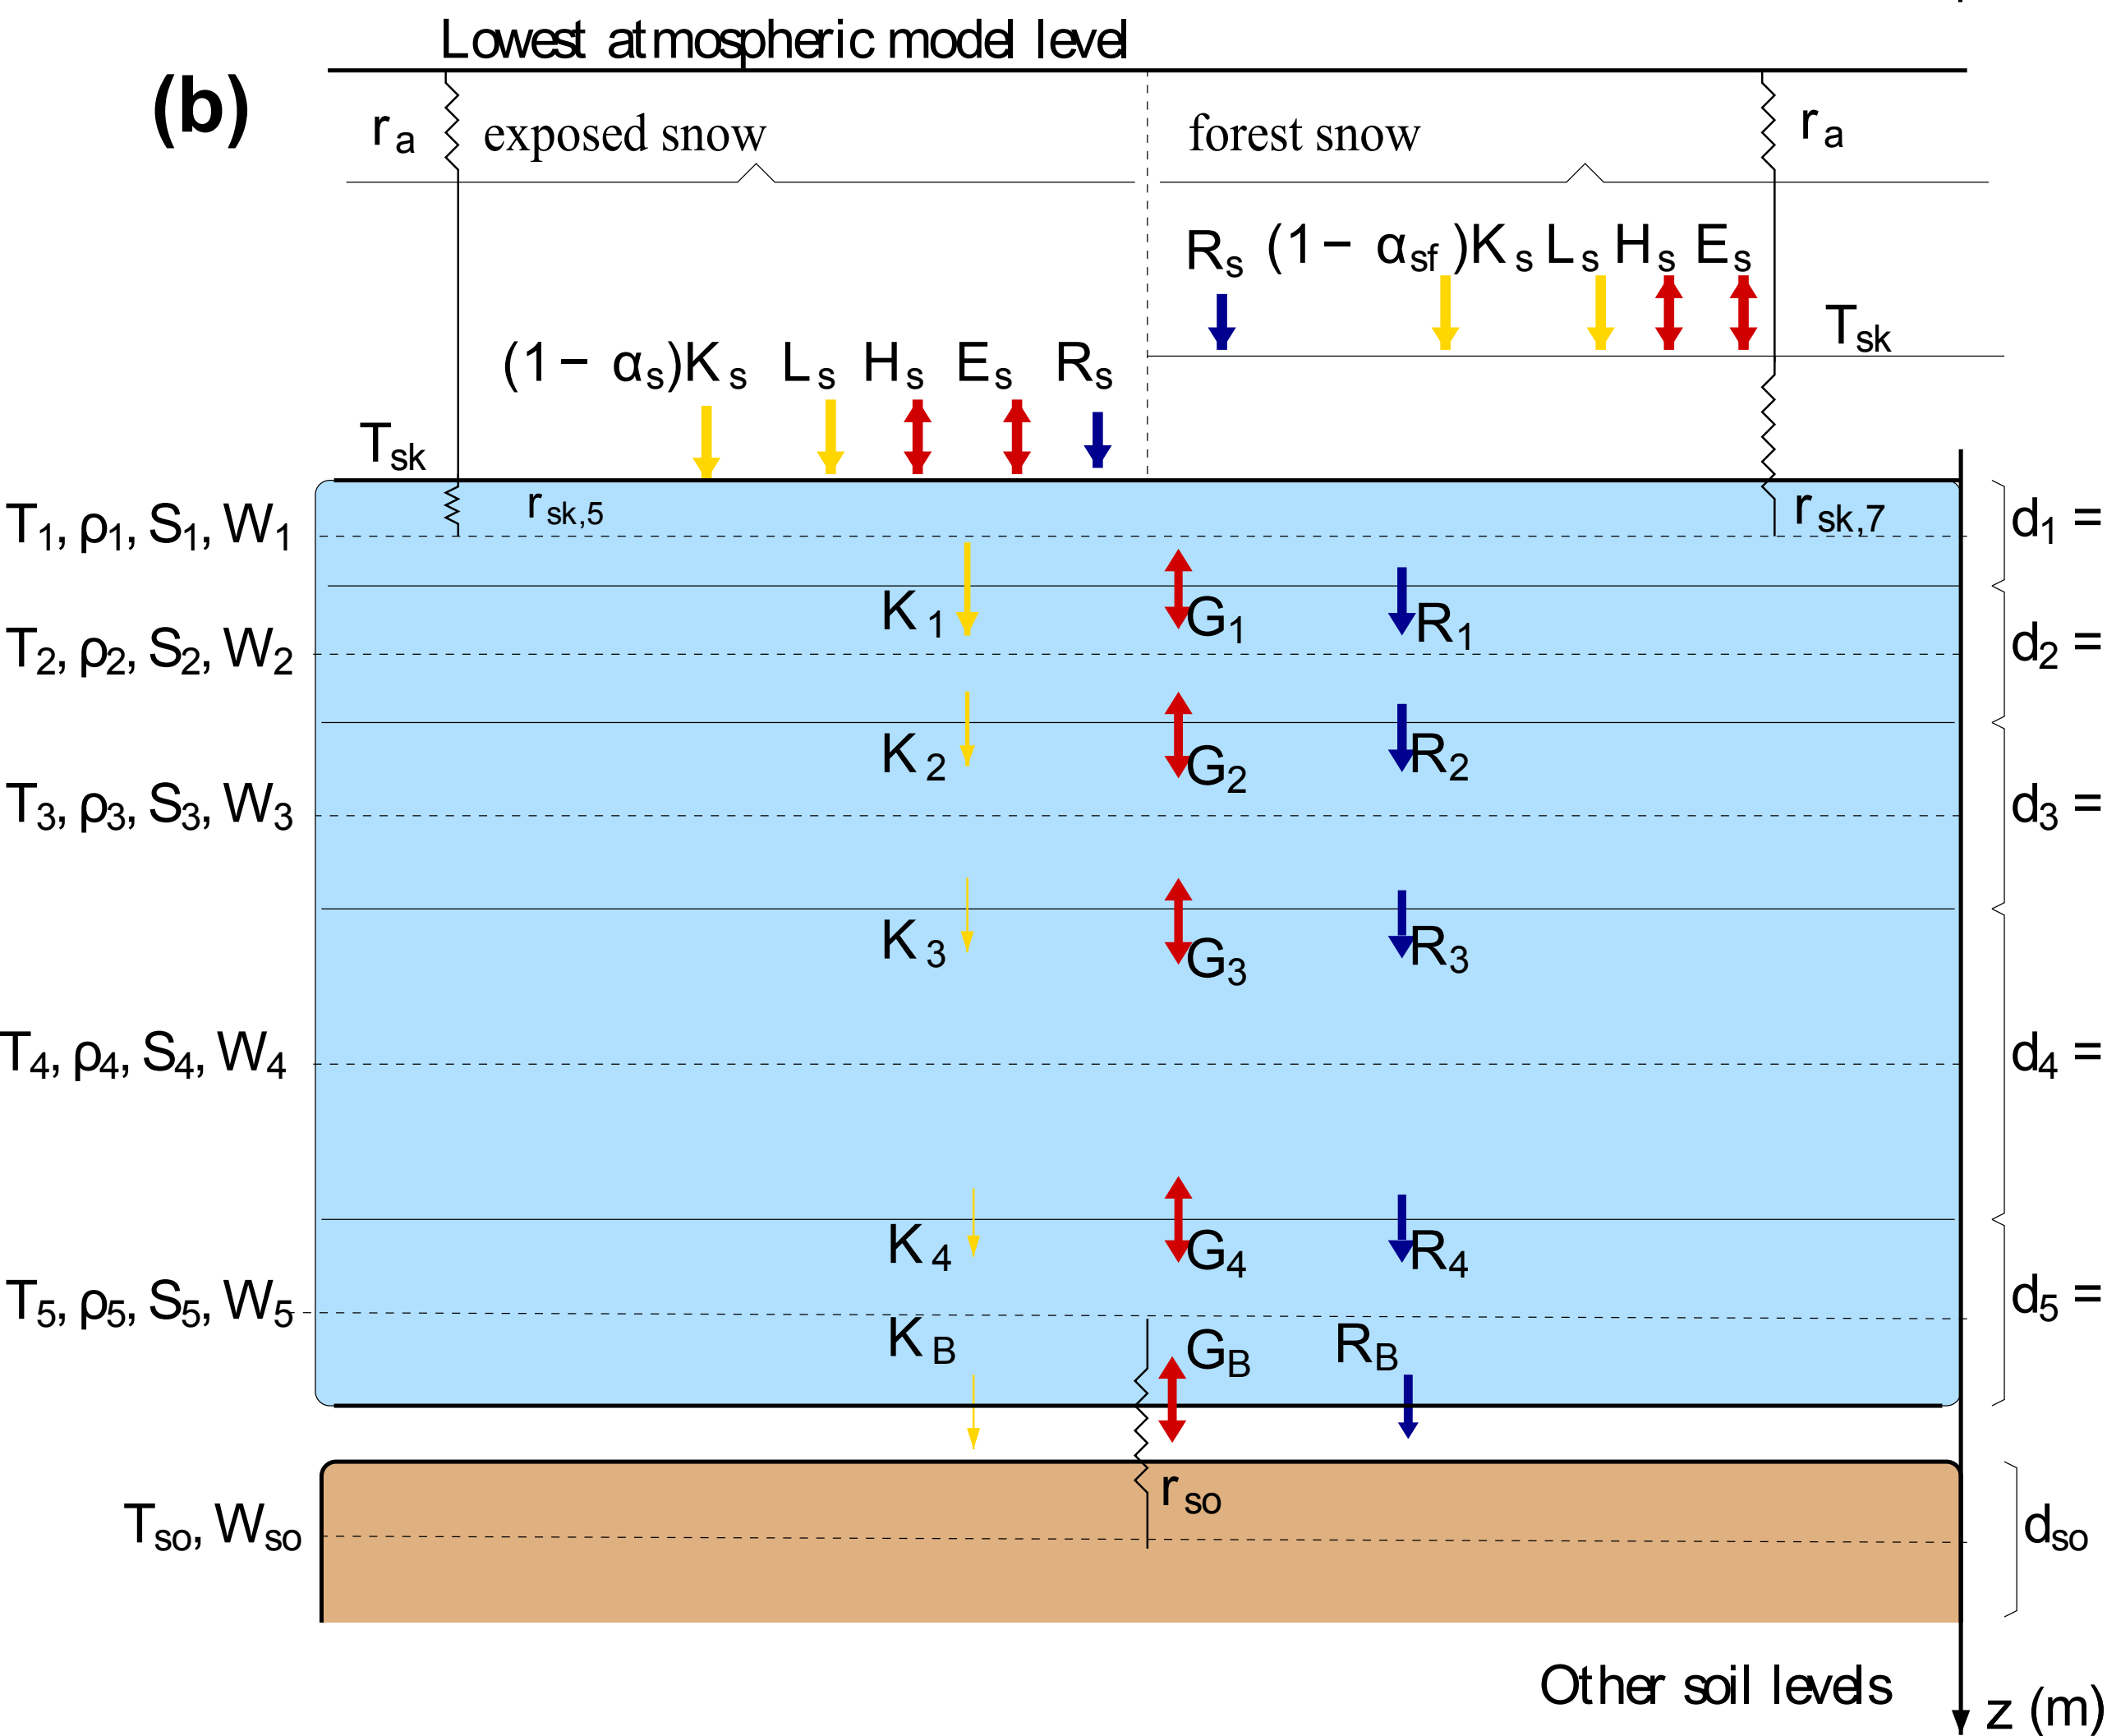 Lowest atmospheric model level
(b)
ra exposed snow forest snow ra
Rs (1− αsf)Ks Ls Hs Es
Tsk
(1− αs)Ks Ls Hs Es Rs
Tsk
T1, ρ1, S1, W1 rsk,5 rsk,7 d1 =
K1 G1 R1
T2, ρ2, S2, W2 d2 =
K2 G2 R2
T3, ρ3, S3, W3 d3 =
K3 G3 R3
T4, ρ4, S4, W4 d4 =
K4 G4 R4
T5, ρ5, S5, W5 d5 =
KB GB RB
rso
Tso, Wso dso
Other soil levels
z (m)